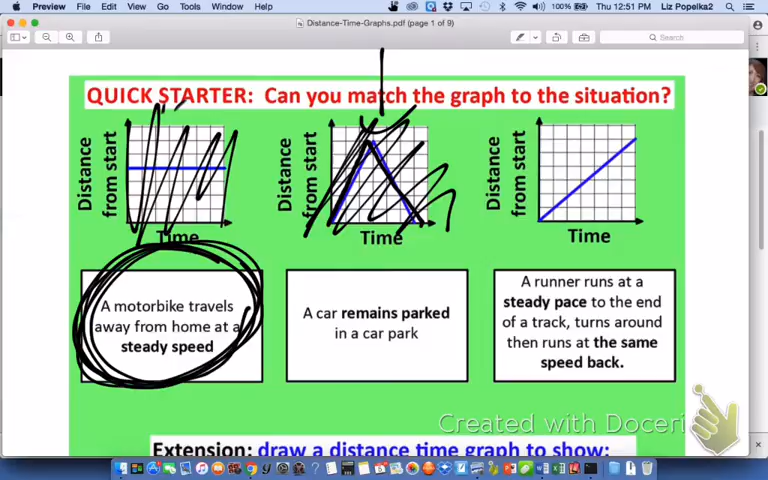 Preview File Edit View Go Tools Window Help
100% Thu 12:51 PM Liz Popelka2
Distance-Time-Graphs.pdf (page 1 of 9)
Search
QUICK STARTER: Can you match the graph to the situation?
Distance
from start
Time
Distance
from start
Time
Distance
from start
Time
A motorbike travels
away from home at a
steady speed
A car remains parked
in a car park
A runner runs at a
steady pace to the end
of a track, turns around
then runs at the same
speed back.
Created with Doceri
Extension: draw a distance time graph to show: